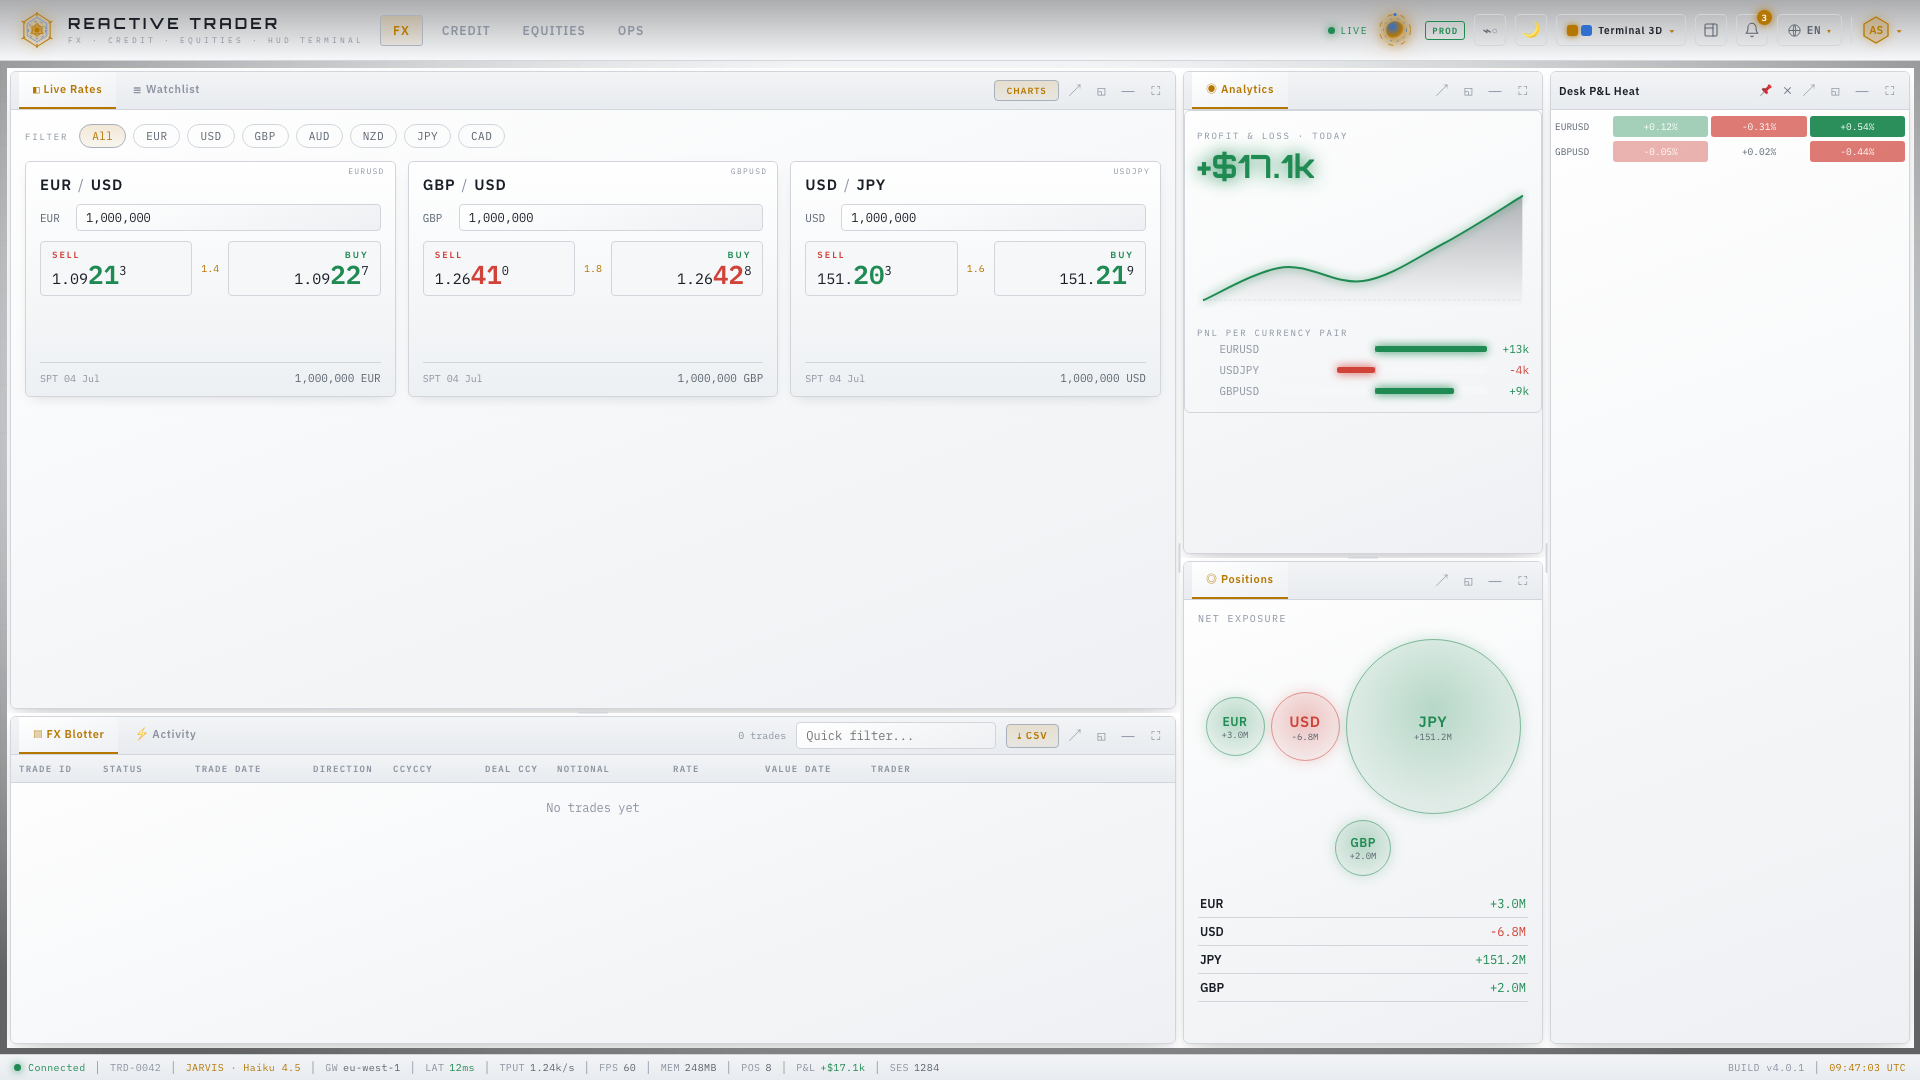 REACTIVE TRADER
FX · CREDIT · EQUITIES · HUD TERMINAL
FX CREDIT EQUITIES OPS
LIVE PROD Terminal 3D 3 EN AS
Live Rates Watchlist CHARTS
FILTER All EUR USD GBP AUD NZD JPY CAD
EURUSD
EUR / USD
EUR 1,000,000
SELL BUY
1.09213 1.4 1.09227
SPT 04 Jul 1,000,000 EUR
GBPUSD
GBP / USD
GBP 1,000,000
SELL BUY
1.26410 1.8 1.26428
SPT 04 Jul 1,000,000 GBP
USDJPY
USD / JPY
USD 1,000,000
SELL BUY
151.203 1.6 151.219
SPT 04 Jul 1,000,000 USD
FX Blotter Activity 0 trades Quick filter... ↓ CSV
TRADE ID STATUS TRADE DATE DIRECTION CCYCCY DEAL CCY NOTIONAL RATE VALUE DATE TRADER
No trades yet
Analytics
PROFIT & LOSS · TODAY
+$17.1k
PNL PER CURRENCY PAIR
EURUSD +13k
USDJPY -4k
GBPUSD +9k
Positions
NET EXPOSURE
EUR
+3.0M
USD
-6.8M
JPY
+151.2M
GBP
+2.0M
EUR +3.0M
USD -6.8M
JPY +151.2M
GBP +2.0M
Desk P&L Heat
EURUSD +0.12% -0.31% +0.54%
GBPUSD -0.05% +0.02% -0.44%
Connected TRD-0042 JARVIS · Haiku 4.5 GW eu-west-1 LAT 12ms TPUT 1.24k/s FPS 60 MEM 248MB POS 8 P&L +$17.1k SES 1284 BUILD v4.0.1 09:47:03 UTC